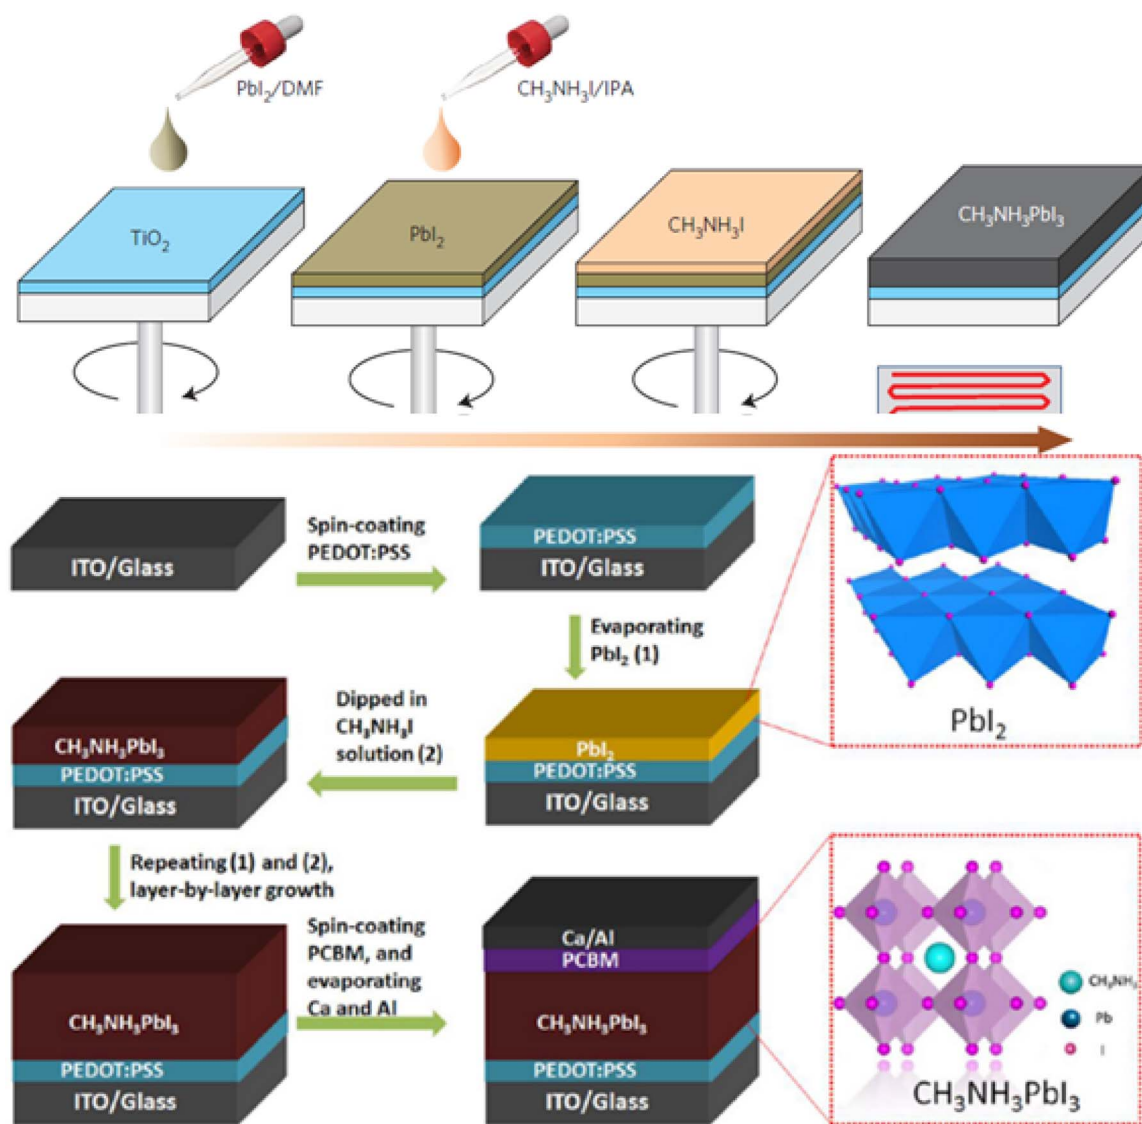 PbI₂/DMF
CH₃NH₃I/IPA
TiO₂
PbI₂
CH₃NH₃I
CH₃NH₃PbI₃
ITO/Glass
Spin-coating
PEDOT:PSS
PEDOT:PSS
ITO/Glass
Evaporating
PbI₂ (1)
CH₃NH₃PbI₃
PEDOT:PSS
ITO/Glass
Dipped in
CH₃NH₃I
solution (2)
PbI₂
PEDOT:PSS
ITO/Glass
PbI₂
Repeating (1) and (2),
layer-by-layer growth
CH₃NH₃PbI₃
PEDOT:PSS
ITO/Glass
Spin-coating
PCBM, and
evaporating
Ca and Al
Ca/Al
PCBM
CH₃NH₃PbI₃
PEDOT:PSS
ITO/Glass
CH₃NH₃
Pb
I
CH₃NH₃PbI₃